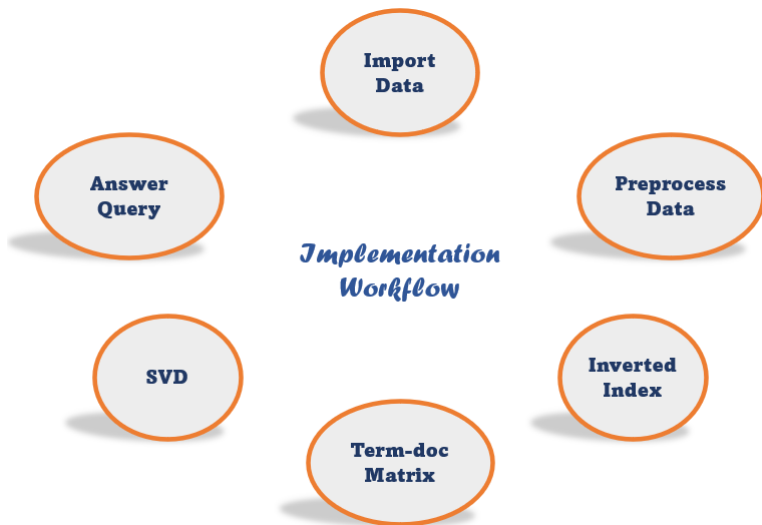 Import
Data
Answer
Query
Preprocess
Data
Implementation
Workflow
SVD
Inverted
Index
Term-doc
Matrix